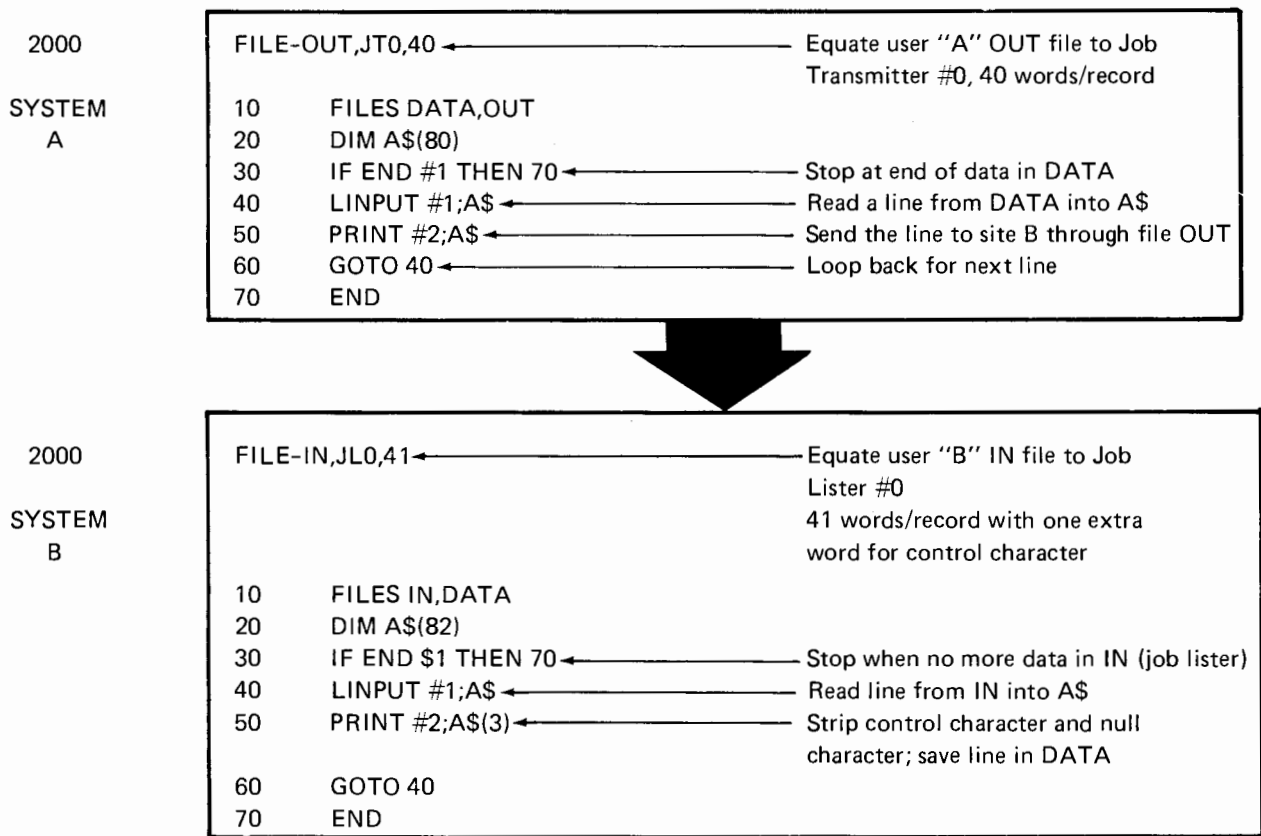 2000
SYSTEM
A
FILE-OUT,JT0,40 Equate user "A" OUT file to Job
Transmitter #0, 40 words/record
10 FILES DATA,OUT
20 DIM A$(80)
30 IF END #1 THEN 70 Stop at end of data in DATA
40 LINPUT #1;A$ Read a line from DATA into A$
50 PRINT #2;A$ Send the line to site B through file OUT
60 GOTO 40 Loop back for next line
70 END
2000
SYSTEM
B
FILE-IN,JL0,41 Equate user "B" IN file to Job
Lister #0
41 words/record with one extra
word for control character
10 FILES IN,DATA
20 DIM A$(82)
30 IF END $1 THEN 70 Stop when no more data in IN (job lister)
40 LINPUT #1;A$ Read line from IN into A$
50 PRINT #2;A$(3) Strip control character and null
character; save line in DATA
60 GOTO 40
70 END